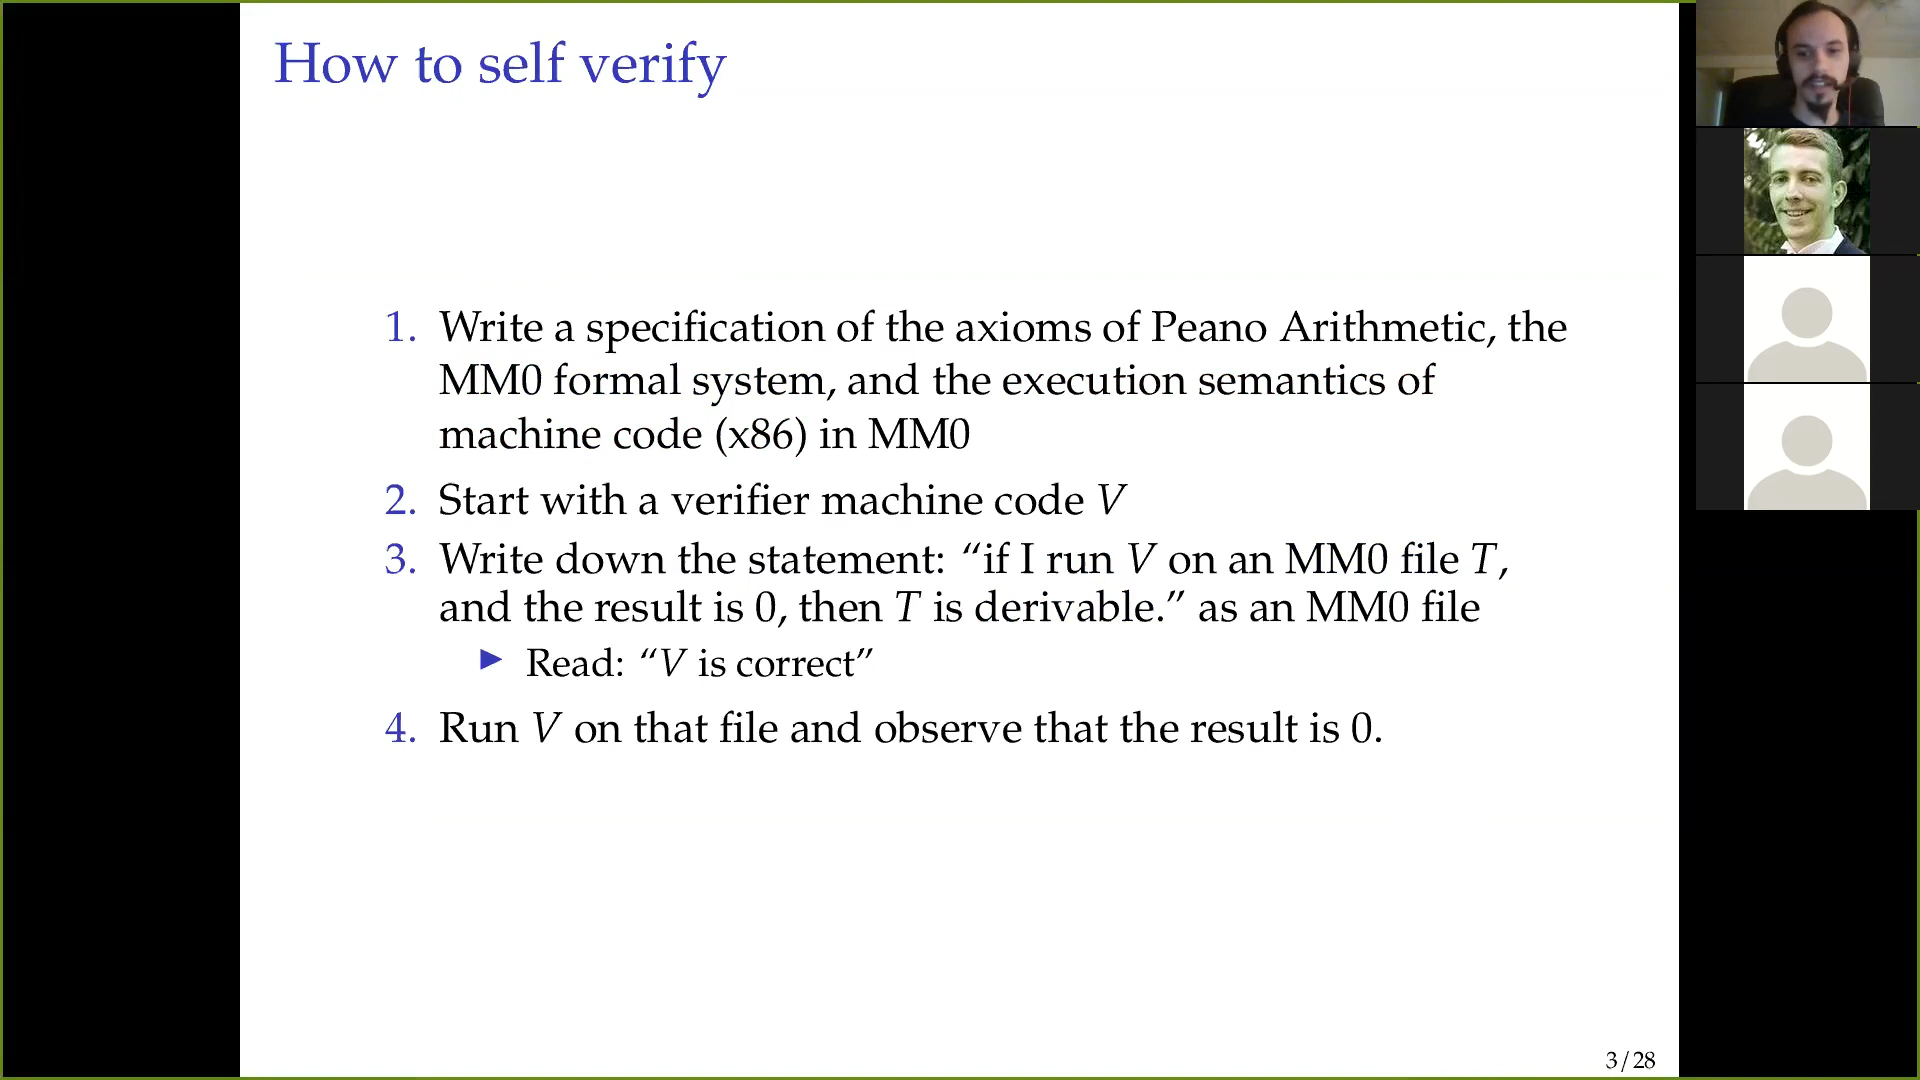 How to self verify
1. Write a specification of the axioms of Peano Arithmetic, the
MM0 formal system, and the execution semantics of
machine code (x86) in MM0
2. Start with a verifier machine code V
3. Write down the statement: “if I run V on an MM0 file T,
and the result is 0, then T is derivable.” as an MM0 file
▶ Read: “V is correct”
4. Run V on that file and observe that the result is 0.
3/28